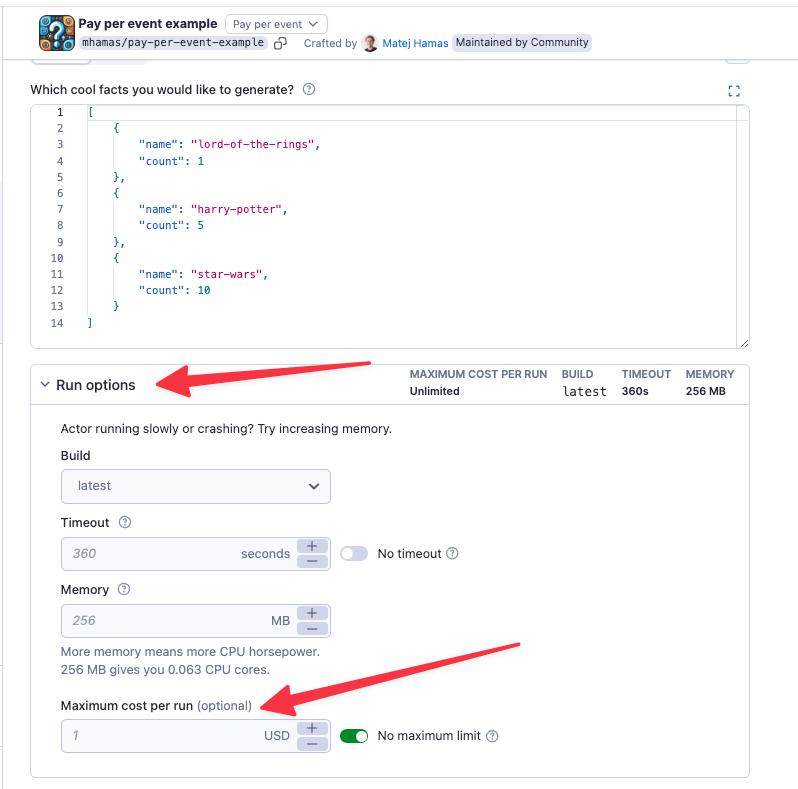 Pay per event example Pay per event
mhamas/pay-per-event-example Crafted by Matej Hamas Maintained by Community
Which cool facts you would like to generate?
1 [
2 {
3 "name": "lord-of-the-rings",
4 "count": 1
5 },
6 {
7 "name": "harry-potter",
8 "count": 5
9 },
10 {
11 "name": "star-wars",
12 "count": 10
13 }
14 ]
Run options
MAXIMUM COST PER RUN BUILD TIMEOUT MEMORY
Unlimited latest 360s 256 MB
Actor running slowly or crashing? Try increasing memory.
Build
latest
Timeout
360 seconds No timeout
Memory
256 MB
More memory means more CPU horsepower.
256 MB gives you 0.063 CPU cores.
Maximum cost per run (optional)
1 USD No maximum limit